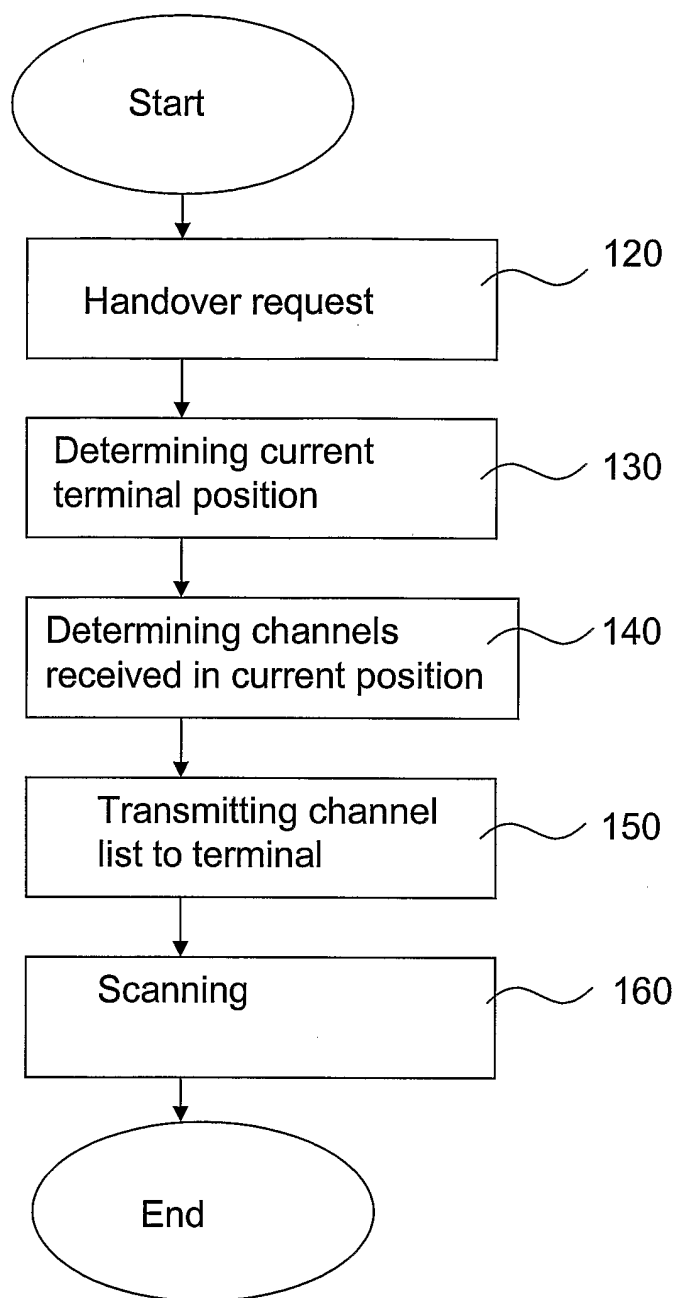 Start
Handover request
120
Determining current
terminal position
130
Determining channels
received in current position
140
Transmitting channel
list to terminal
150
Scanning
160
End